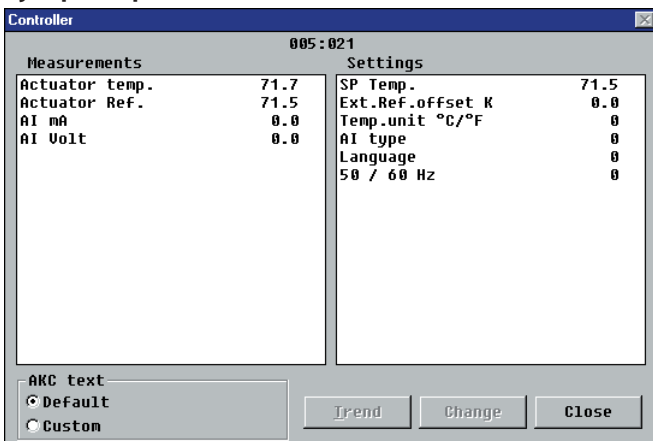 Controller
005:021
Measurements
Settings
Actuator temp. 71.7
Actuator Ref. 71.5
AI mA 0.0
AI Volt 0.0
SP Temp. 71.5
Ext.Ref.offset K 0.0
Temp.unit °C/°F 0
AI type 0
Language 0
50 / 60 Hz 0
AKC text
Default
Custom
Trend
Change
Close